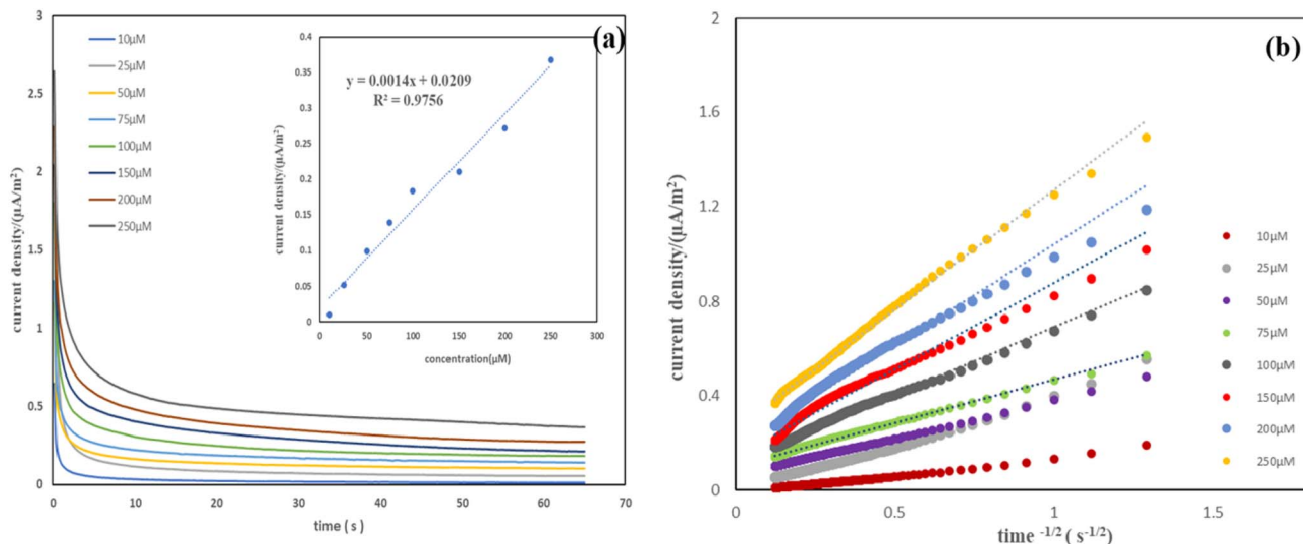 (a)
current density/(μA/m²)
3
2.5
2
1.5
1
0.5
0
10μM
25μM
50μM
75μM
100μM
150μM
200μM
250μM
0 10 20 30 40 50 60 70
time ( s )
current density/(μA/m²)
0.4
0.35
0.3
0.25
0.2
0.15
0.1
0.05
0
y = 0.0014x + 0.0209
R² = 0.9756
0 50 100 150 200 250 300
concentration(μM)
(b)
current density/(μA/m²)
2
1.6
1.2
0.8
0.4
0
10μM
25μM
50μM
75μM
100μM
150μM
200μM
250μM
0 0.5 1 1.5
time -1/2 ( s-1/2)